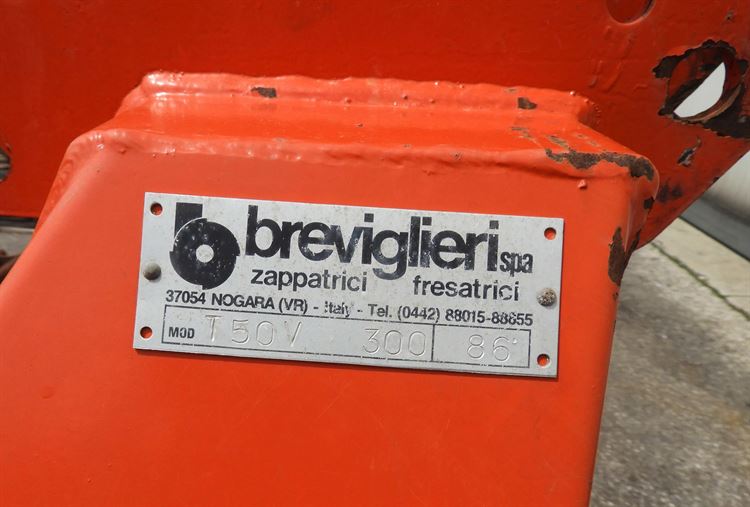 breviglieri spa
zappatrici fresatrici
37054 NOGARA (VR) - Italy - Tel. (0442) 88015-88655
MOD T50V 300 86